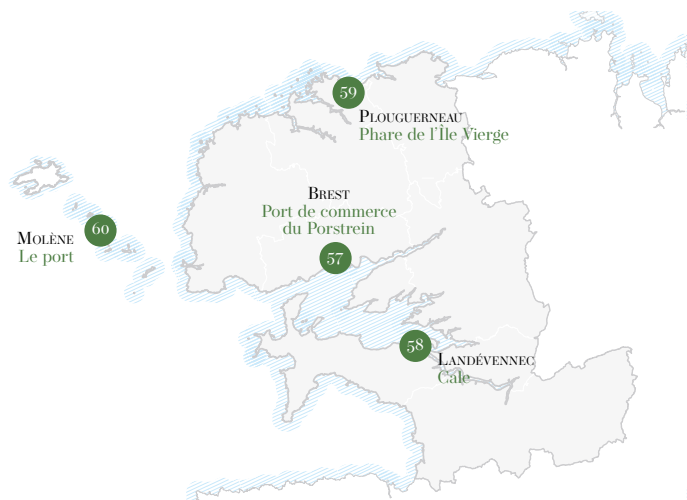 59
PLOUGUERNEAU
Phare de l'Île Vierge
BREST
Port de commerce
du Porstrein
57
60
MOLÈNE
Le port
58
LANDÉVENNEC
Cale